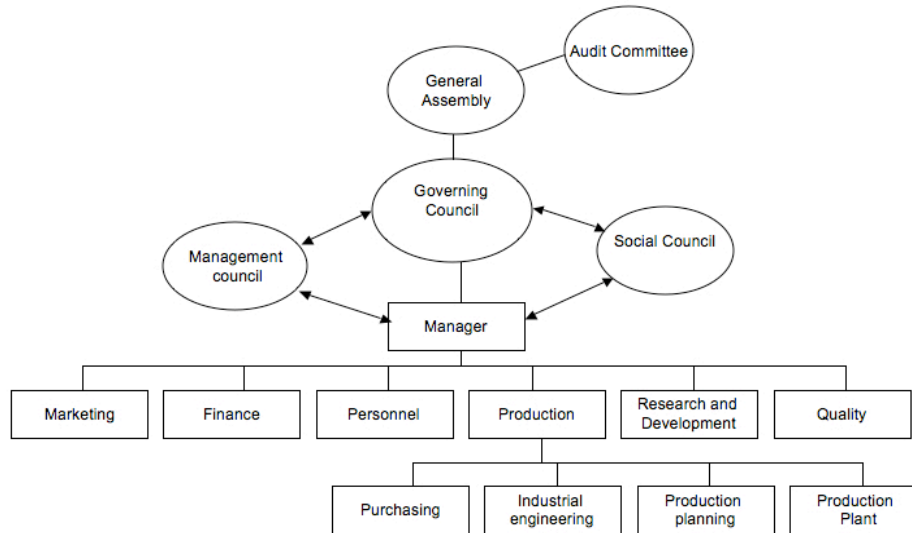 Audit Committee
General
Assembly
Governing
Council
Management
council
Social Council
Manager
Marketing
Finance
Personnel
Production
Research and
Development
Quality
Purchasing
Industrial
engineering
Production
planning
Production
Plant